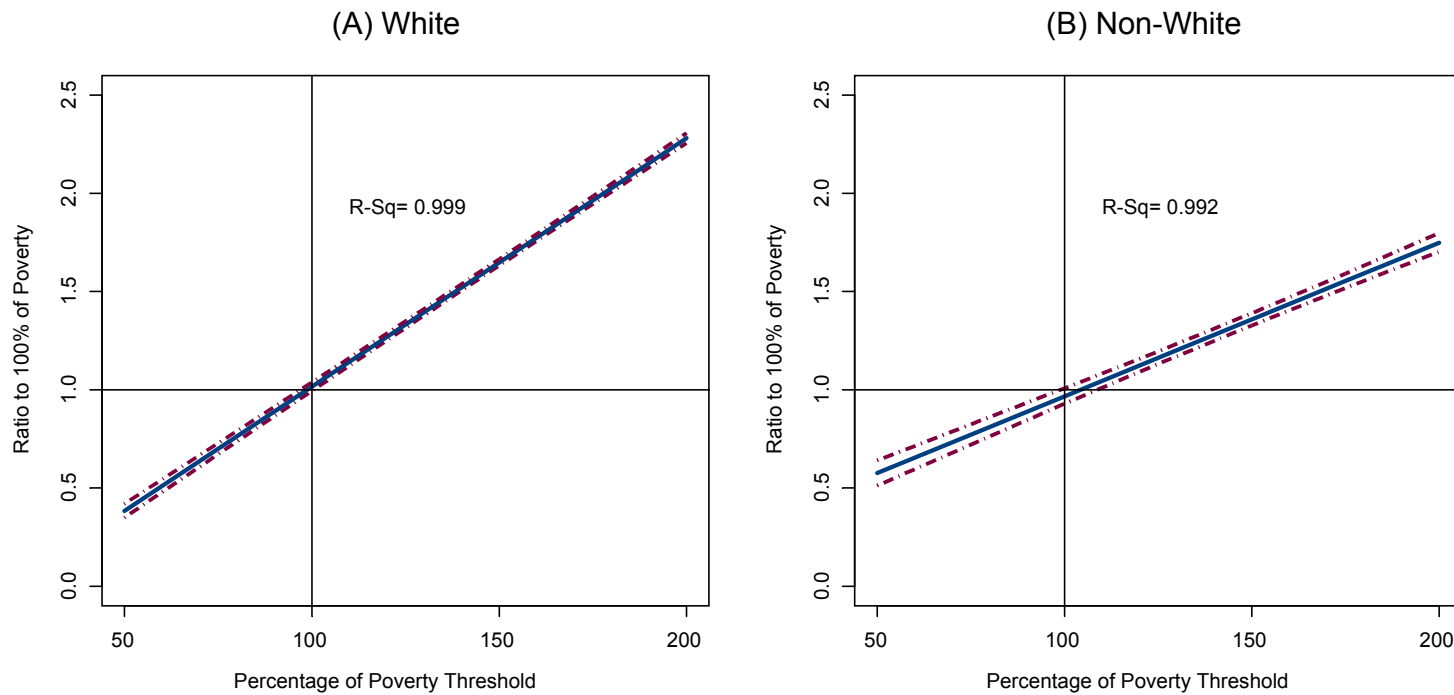 (A) White
2.5
2.0
1.5
1.0
0.5
0.0
Ratio to 100% of Poverty
R-Sq= 0.999
50
100
150
200
Percentage of Poverty Threshold
(B) Non-White
2.5
2.0
1.5
1.0
0.5
0.0
Ratio to 100% of Poverty
R-Sq= 0.992
50
100
150
200
Percentage of Poverty Threshold